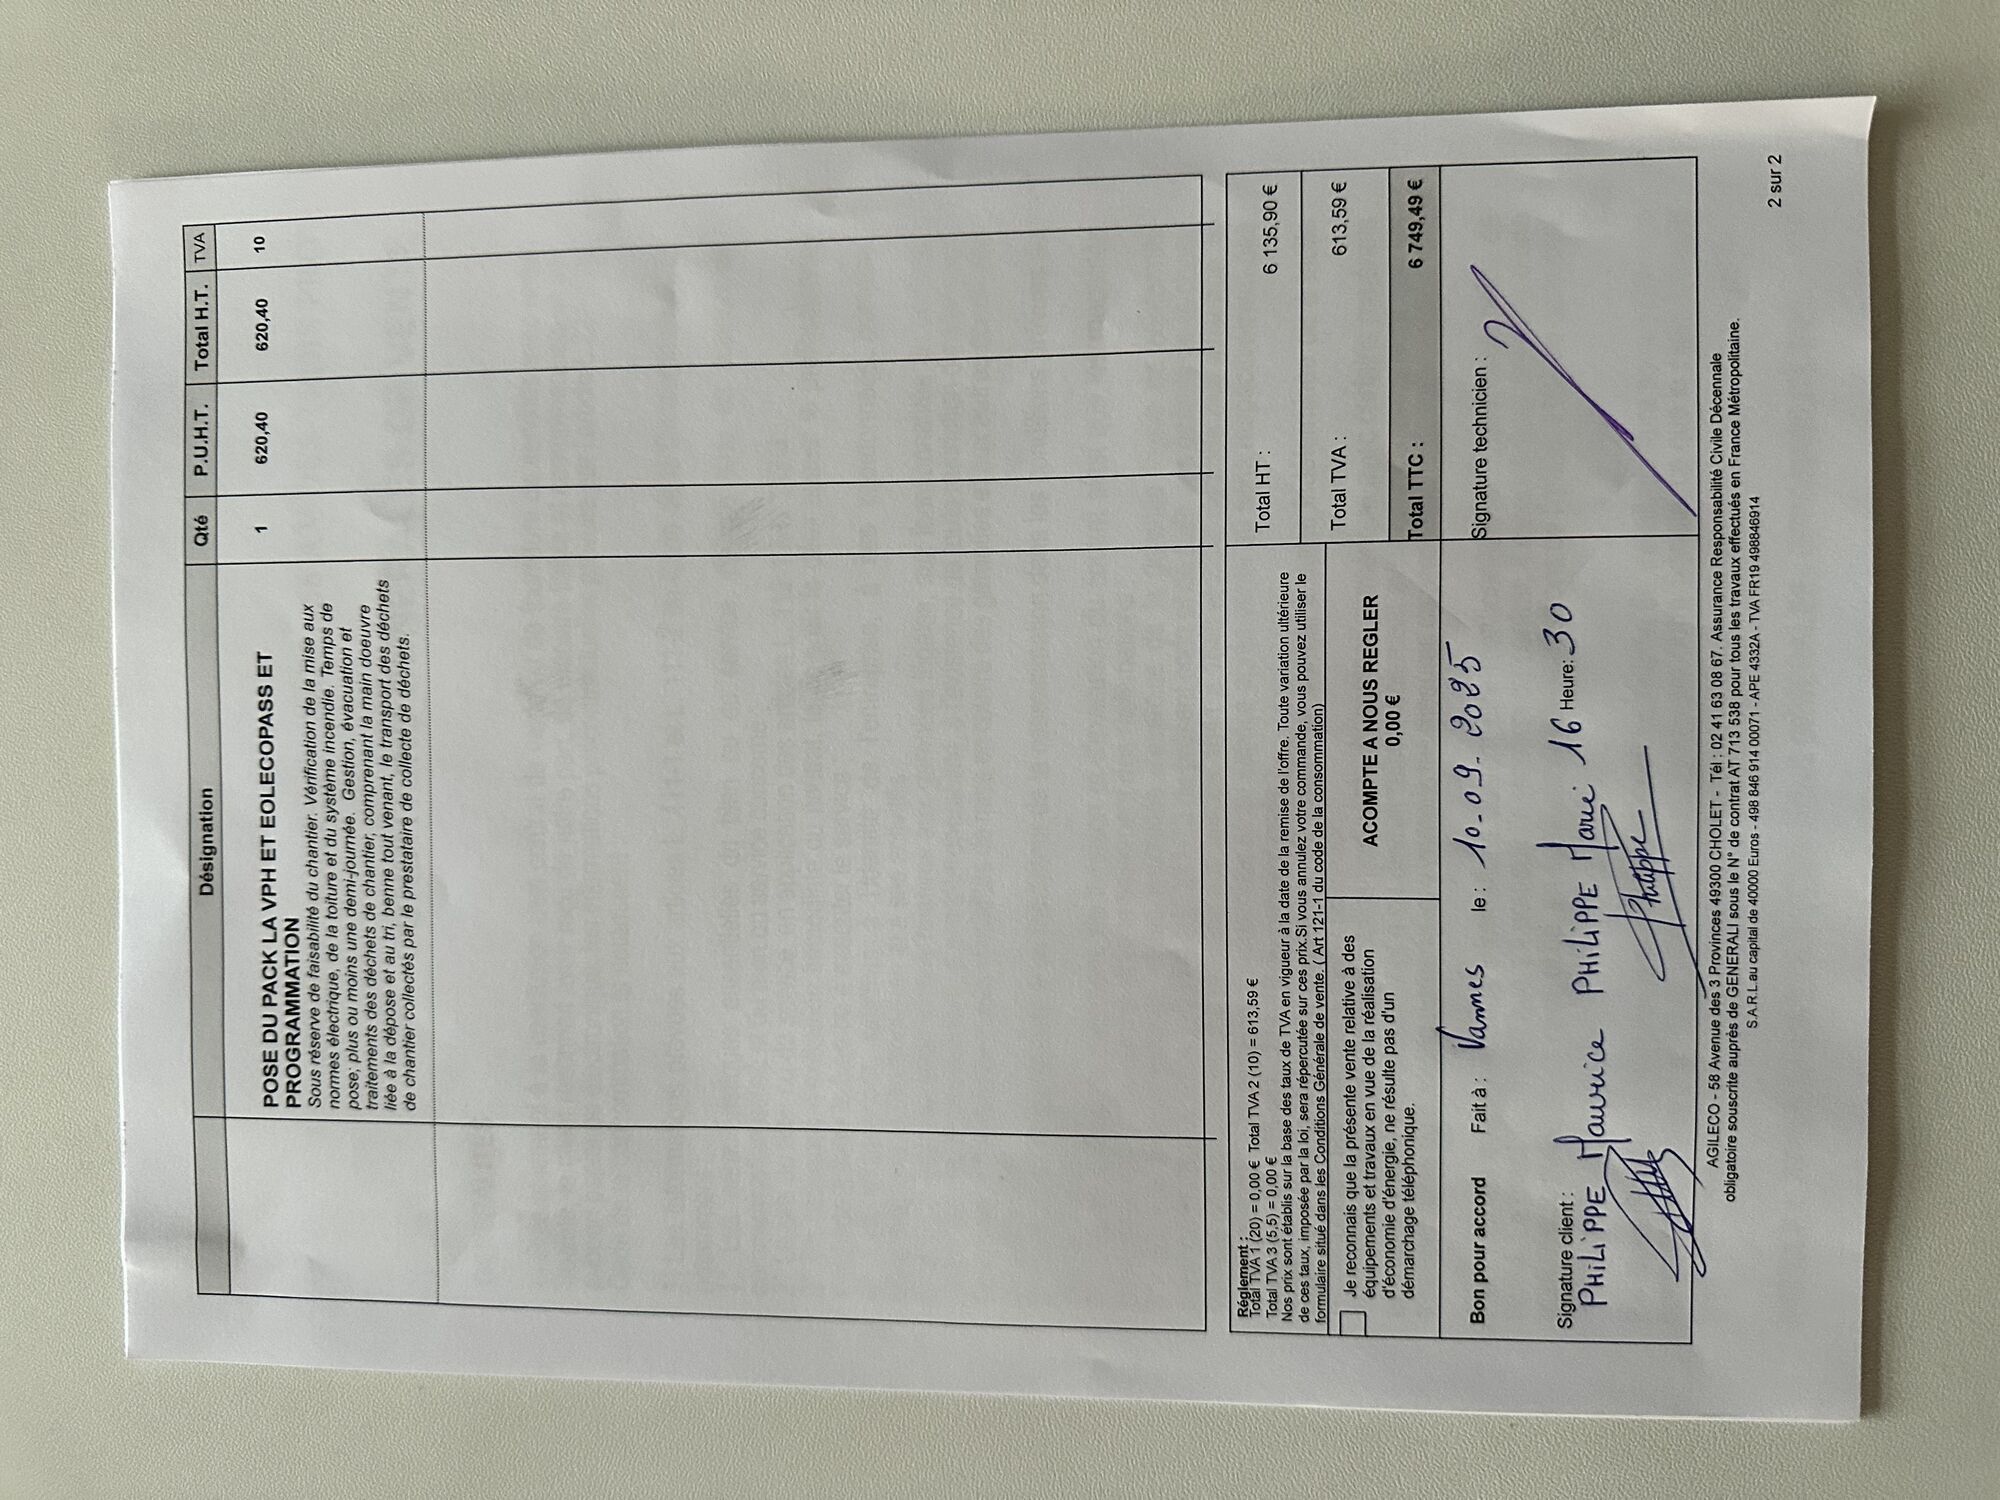 Désignation Qté P.U.H.T. Total H.T. TVA
POSE DU PACK LA VPH ET EOLECOPASS ET 1 620,40 620,40 10
PROGRAMMATION
Sous réserve de faisabilité du chantier. Vérification de la mise aux
normes électrique, de la toiture et du système incendie. Temps de
pose; plus ou moins une demi-journée. Gestion, évacuation et
traitements des déchets de chantier, comprenant la main doeuvre
liée à la dépose et au tri, benne tout venant, le transport des déchets
de chantier collectés par le prestataire de collecte de déchets.
Règlement :
Total TVA 1 (20) = 0,00 € Total TVA 2 (10) = 613,59 €
Total TVA 3 (5,5) = 0,00 €
Nos prix sont établis sur la base des taux de TVA en vigueur à la date de la remise de l'offre. Toute variation ultérieure
de ces taux, imposée par la loi, sera répercutée sur ces prix.Si vous annulez votre commande, vous pouvez utiliser le
formulaire situé dans les Conditions Générale de vente. ( Art 121-1 du code de la consommation)
Total HT : 6 135,90 €
Total TVA : 613,59 €
Total TTC : 6 749,49 €
Je reconnais que la présente vente relative à des
équipements et travaux en vue de la réalisation
d'économie d'énergie, ne résulte pas d'un
démarchage téléphonique.
ACOMPTE A NOUS REGLER
0,00 €
Bon pour accord Fait à : Vannes le : 10.09.2025
Signature technicien :
Signature client : Heure:
PHILIPPE Maurice PHILIPPE Marie 16 30
Philippe
AGILECO - 58 Avenue des 3 Provinces 49300 CHOLET - Tél : 02 41 63 08 67. Assurance Responsabilité Civile Décennale
obligatoire souscrite auprès de GENERALI sous le N° de contrat AT 713 538 pour tous les travaux effectués en France Métropolitaine.
S.A.R.L au capital de 40000 Euros - 498 846 914 00071 - APE 4332A - TVA FR19 498846914
2 sur 2